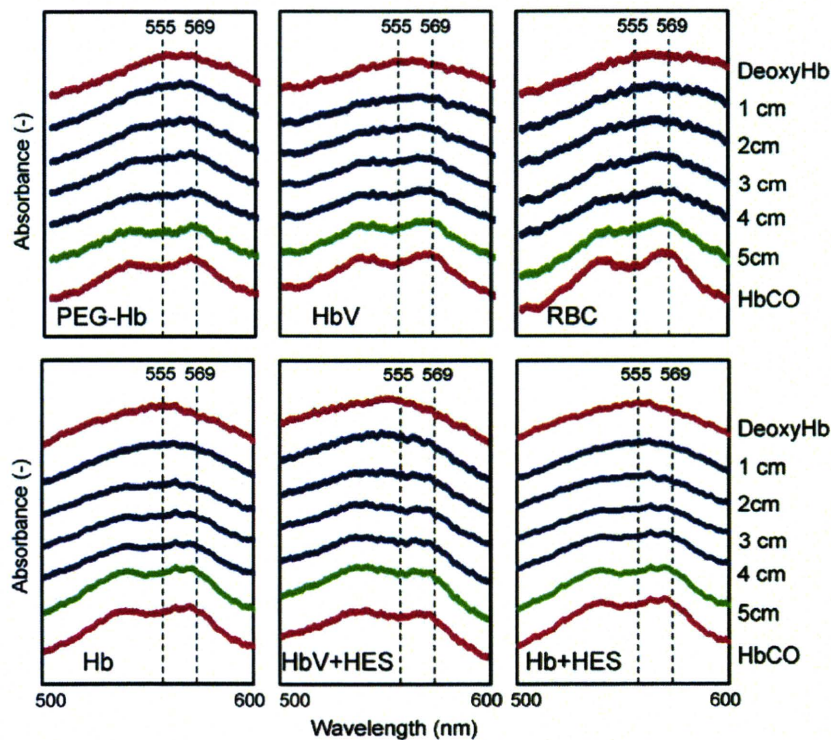 555 569 555 569 555 569
Absorbance (-)
DeoxyHb
1 cm
2cm
3 cm
4 cm
5cm
HbCO
PEG-Hb HbV RBC
555 569 555 569 555 569
Absorbance (-)
DeoxyHb
1 cm
2cm
3 cm
4 cm
5cm
HbCO
Hb HbV+HES Hb+HES
500 600 500 600 500 600
Wavelength (nm)